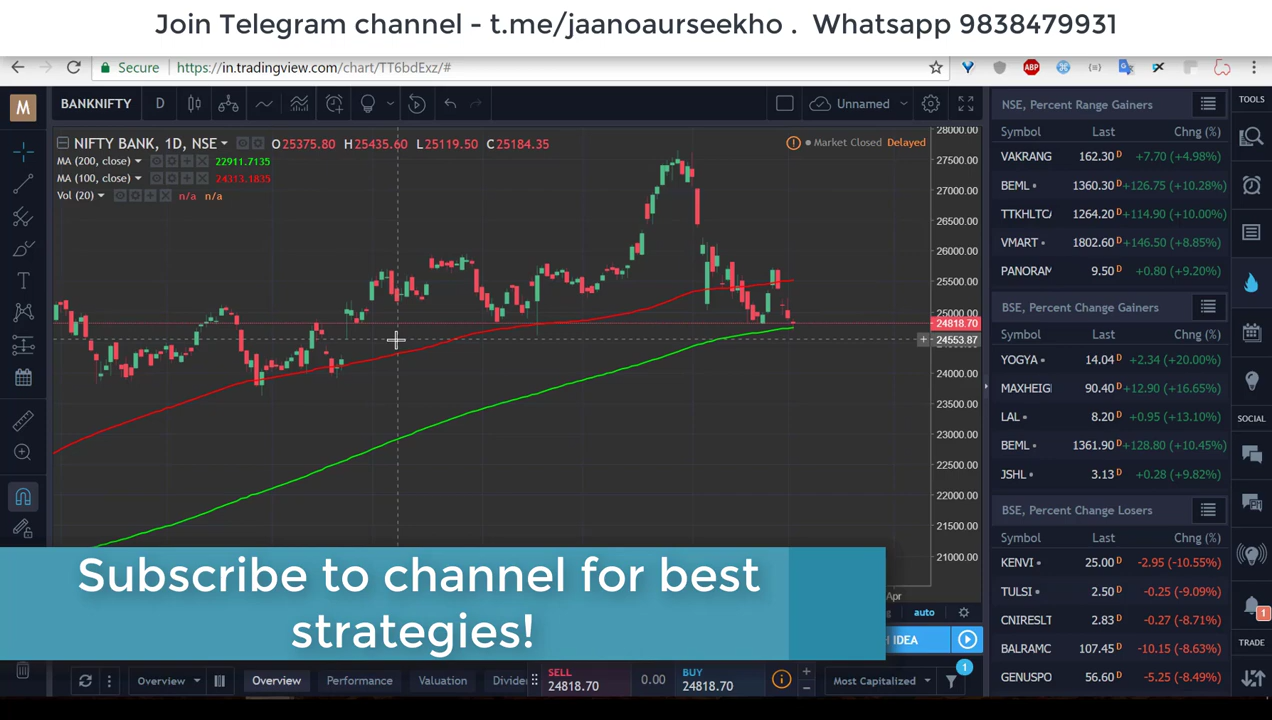 Join Telegram channel - t.me/jaanoaurseekho . Whatsapp 9838479931
Secure https://in.tradingview.com/chart/TT6bdExz/#
ABP
M BANKNIFTY D Unnamed
NIFTY BANK, 1D, NSE O25375.80 H25435.60 L25119.50 C25184.35
Market Closed Delayed
MA (200, close) 22911.7135
MA (100, close) 24313.1835
Vol (20) n/a n/a
28000.00
27500.00
27000.00
26500.00
26000.00
25500.00
25000.00
24818.70
24553.87
24000.00
23500.00
23000.00
22500.00
22000.00
21500.00
21000.00
Apr
auto
IDEA
Subscribe to channel for best
strategies!
Overview Overview Performance Valuation
SELL
24818.70
0.00
BUY
24818.70
Most Capitalized
1
NSE, Percent Range Gainers
Symbol Last Chng (%)
VAKRANG 162.30 D +7.70 (+4.98%)
BEML 1360.30 D +126.75 (+10.28%)
TTKHLTC 1264.20 D +114.90 (+10.00%)
VMART 1802.60 D +146.50 (+8.85%)
PANORAM 9.50 D +0.80 (+9.20%)
BSE, Percent Change Gainers
Symbol Last Chng (%)
YOGYA 14.04 D +2.34 (+20.00%)
MAXHEIG 90.40 D +12.90 (+16.65%)
LAL 8.20 D +0.95 (+13.10%)
BEML 1361.90 D +128.80 (+10.45%)
JSHL 3.13 D +0.28 (+9.82%)
BSE, Percent Change Losers
Symbol Last Chng (%)
KENVI 25.00 D -2.95 (-10.55%)
TULSI 2.50 D -0.25 (-9.09%)
CNIRESLT 2.83 D -0.27 (-8.71%)
BALRAMC 107.45 D -10.15 (-8.63%)
GENUSPO 56.60 D -5.25 (-8.49%)
TOOLS
SOCIAL
1
TRADE